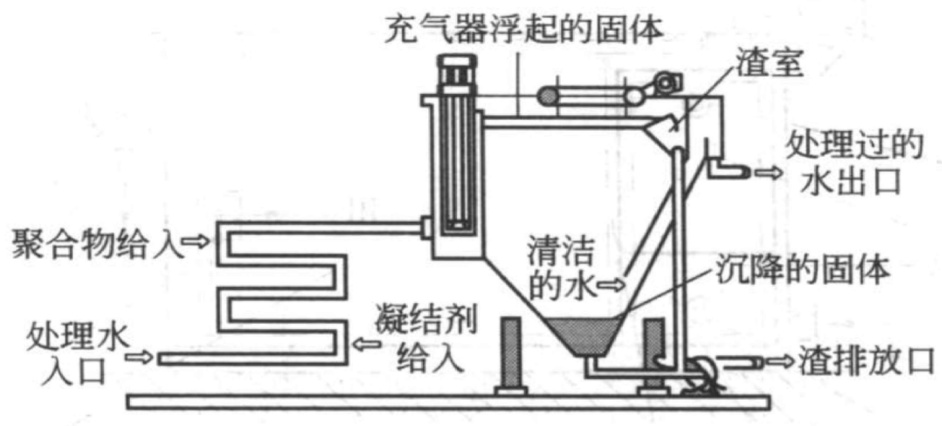 充气器浮起的固体
渣室
处理过的
水出口
聚合物给入
清洁
的水
沉降的固体
处理水
入口
凝结剂
给入
渣排放口